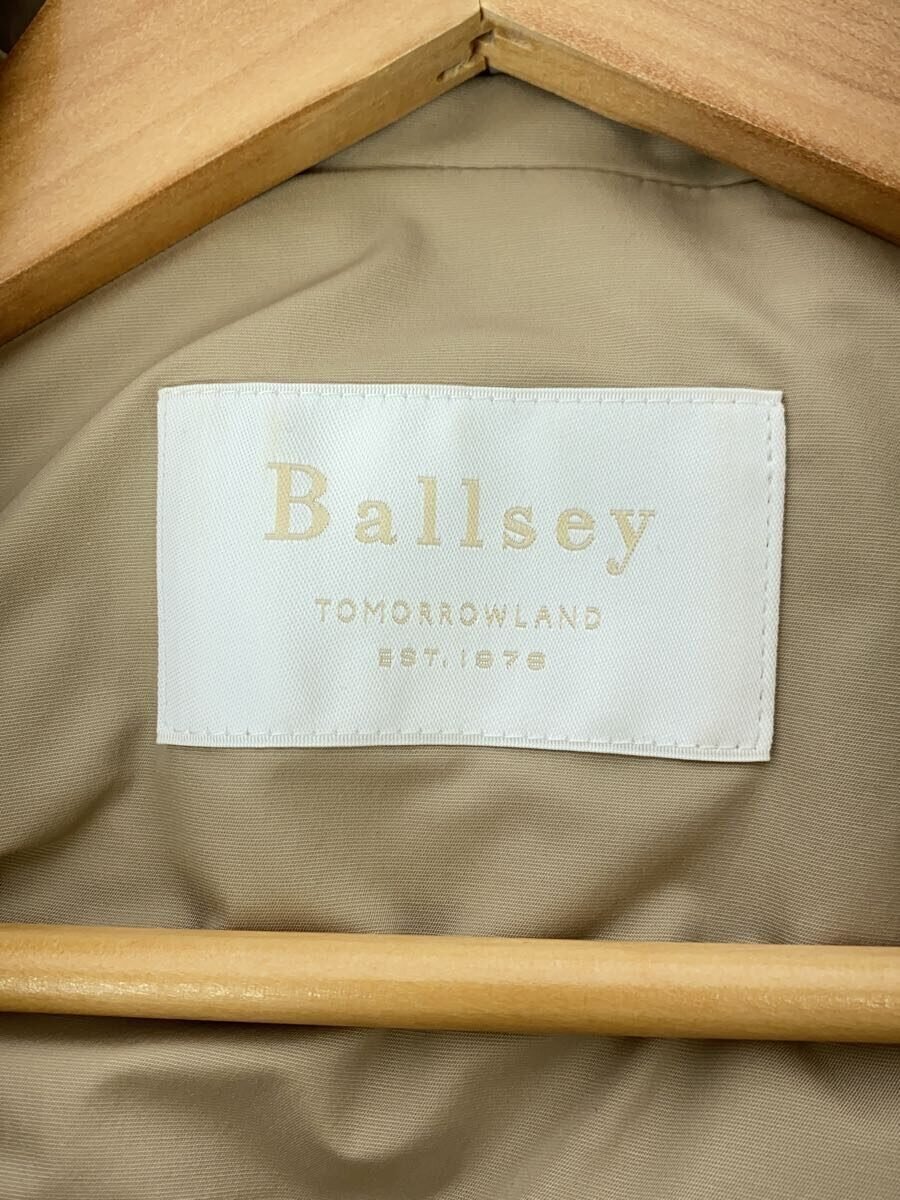 Ballsey
TOMORROWLAND
EST. 1978